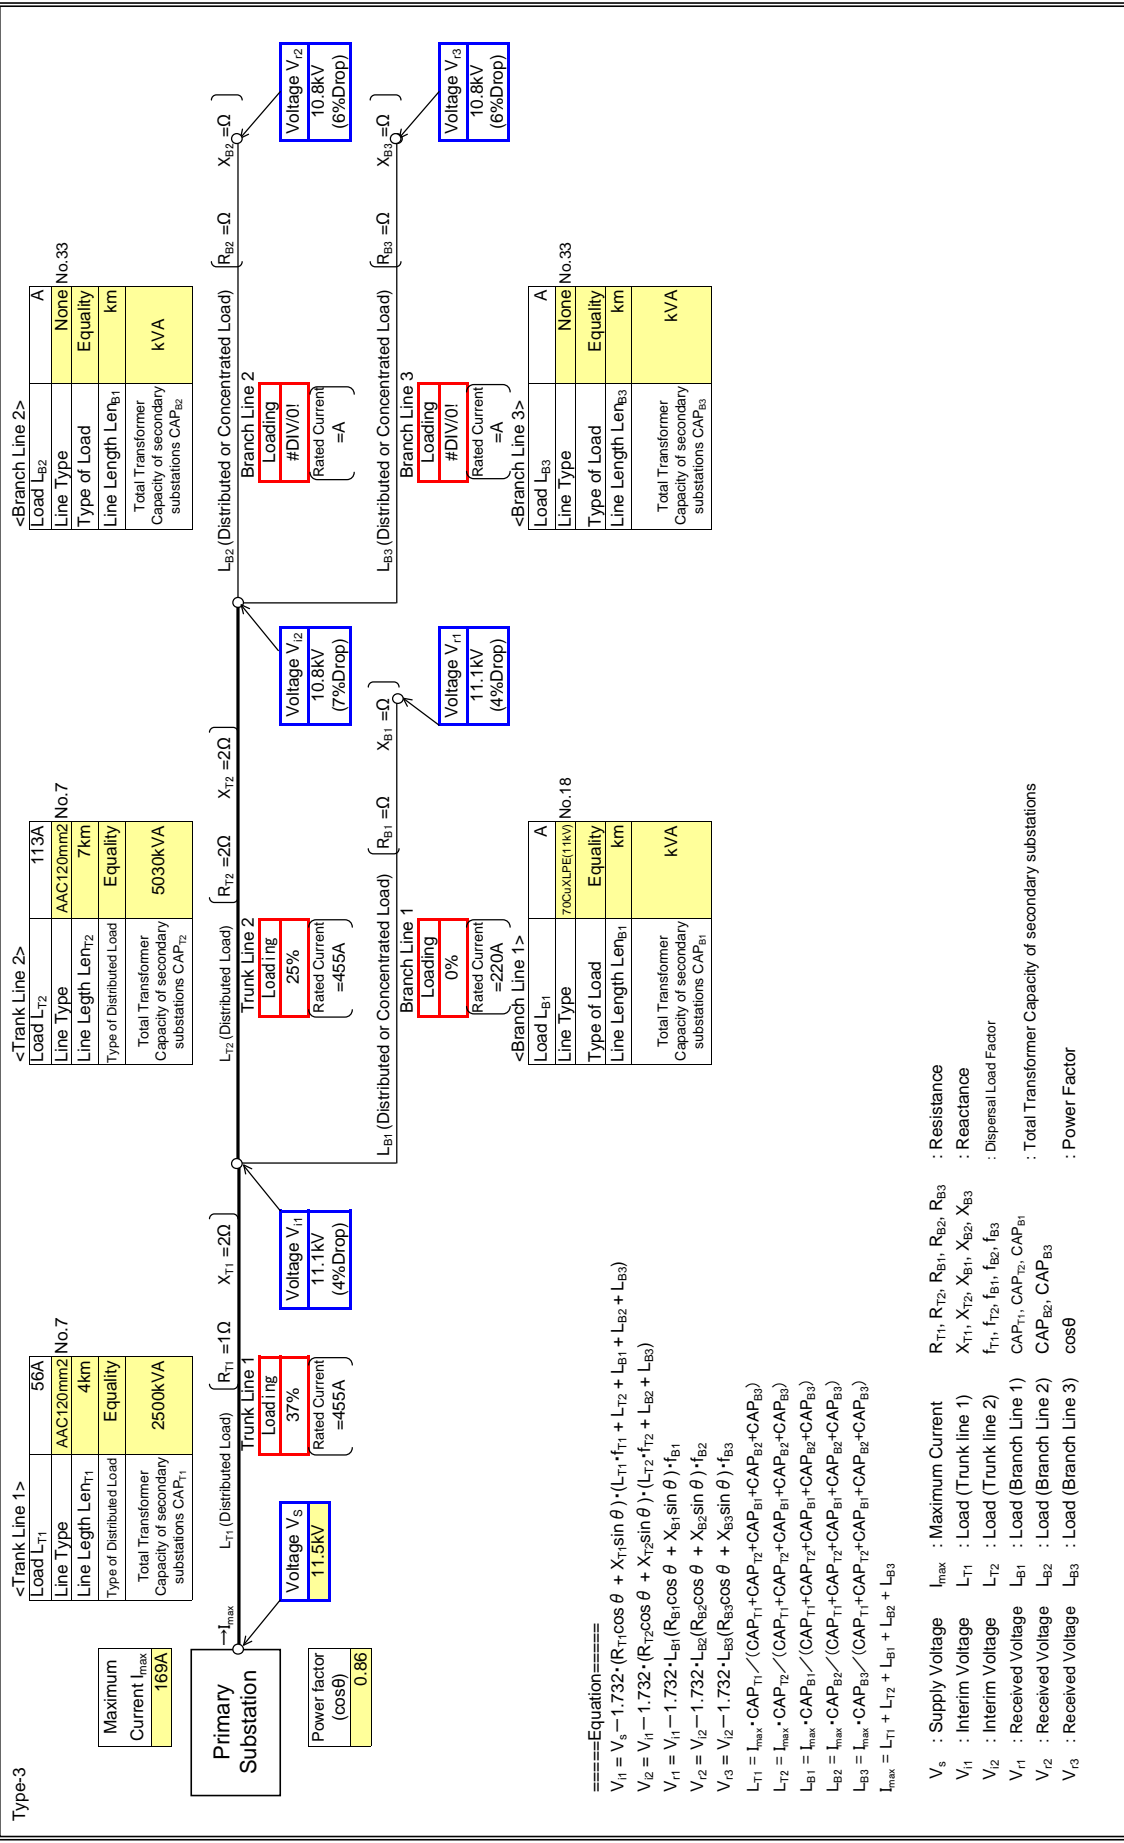 Type-3
Maximum
Current Imax
169A
Primary
Substation
Power factor
(cosθ)
0.86
→Imax
Voltage VS
11.5kV
<Trank Line 1>
Load LT1 56A
Line Type AAC120mm2 No.7
Line Legth LenT1 4km
Type of Distributed Load Equality
Total Transformer
Capacity of secondary
substations CAPT1
2500kVA
LT1 (Distributed Load) RT1 =1Ω XT1 =2Ω
Trunk Line 1
Loading
37%
Rated Current
=455A
Voltage Vi1
11.1kV
(4%Drop)
<Trank Line 2>
Load LT2 113A
Line Type AAC120mm2 No.7
Line Legth LenT2 7km
Type of Distributed Load Equality
Total Transformer
Capacity of secondary
substations CAPT2
5030kVA
LT2 (Distributed Load) RT2 =2Ω XT2 =2Ω
Trunk Line 2
Loading
25%
Rated Current
=455A
Voltage Vi2
10.8kV
(7%Drop)
LB1 (Distributed or Concentrated Load) RB1 =Ω XB1 =Ω
Branch Line 1
Loading
0%
Rated Current
=220A
Voltage Vr1
11.1kV
(4%Drop)
<Branch Line 1>
Load LB1 A
Line Type 70CuXLPE(11kV) No.18
Type of Load Equality
Line Length LenB1 km
Total Transformer
Capacity of secondary
substations CAPB1
kVA
<Branch Line 2>
Load LB2 A
Line Type None No.33
Type of Load Equality
Line Length LenB1 km
Total Transformer
Capacity of secondary
substations CAPB2
kVA
LB2 (Distributed or Concentrated Load) RB2 =Ω XB2 =Ω
Branch Line 2
Loading
#DIV/0!
Rated Current
=A
Voltage Vr2
10.8kV
(6%Drop)
LB3 (Distributed or Concentrated Load) RB3 =Ω XB3 =Ω
Branch Line 3
Loading
#DIV/0!
Rated Current
=A
Voltage Vr3
10.8kV
(6%Drop)
<Branch Line 3>
Load LB3 A
Line Type None No.33
Type of Load Equality
Line Length LenB3 km
Total Transformer
Capacity of secondary
substations CAPB3
kVA
=====Equation=====
Vi1 = Vs−1.732・(RT1cosθ + XT1sinθ)・(LT1・fT1 + LT2 + LB1 + LB2 + LB3)
Vi2 = Vi1−1.732・(RT2cosθ + XT2sinθ)・(LT2・fT2 + LB2 + LB3)
Vr1 = Vi1−1.732・LB1(RB1cosθ + XB1sinθ)・fB1
Vr2 = Vi2−1.732・LB2(RB2cosθ + XB2sinθ)・fB2
Vr3 = Vi2−1.732・LB3(RB3cosθ + XB3sinθ)・fB3
LT1 = Imax・CAPT1／(CAPT1+CAPT2+CAPB1+CAPB2+CAPB3)
LT2 = Imax・CAPT2／(CAPT1+CAPT2+CAPB1+CAPB2+CAPB3)
LB1 = Imax・CAPB1／(CAPT1+CAPT2+CAPB1+CAPB2+CAPB3)
LB2 = Imax・CAPB2／(CAPT1+CAPT2+CAPB1+CAPB2+CAPB3)
LB3 = Imax・CAPB3／(CAPT1+CAPT2+CAPB1+CAPB2+CAPB3)
Imax = LT1 + LT2 + LB1 + LB2 + LB3
Vs : Supply Voltage Imax : Maximum Current RT1, RT2, RB1, RB2, RB3 : Resistance
Vi1 : Interim Voltage LT1 : Load (Trunk line 1) XT1, XT2, XB1, XB2, XB3 : Reactance
Vi2 : Interim Voltage LT2 : Load (Trunk line 2) fT1, fT2, fB1, fB2, fB3 : Dispersal Load Factor
Vr1 : Received Voltage LB1 : Load (Branch Line 1) CAPT1, CAPT2, CAPB1 : Total Transformer Capacity of secondary substations
Vr2 : Received Voltage LB2 : Load (Branch Line 2) CAPB2, CAPB3
Vr3 : Received Voltage LB3 : Load (Branch Line 3) cosθ : Power Factor